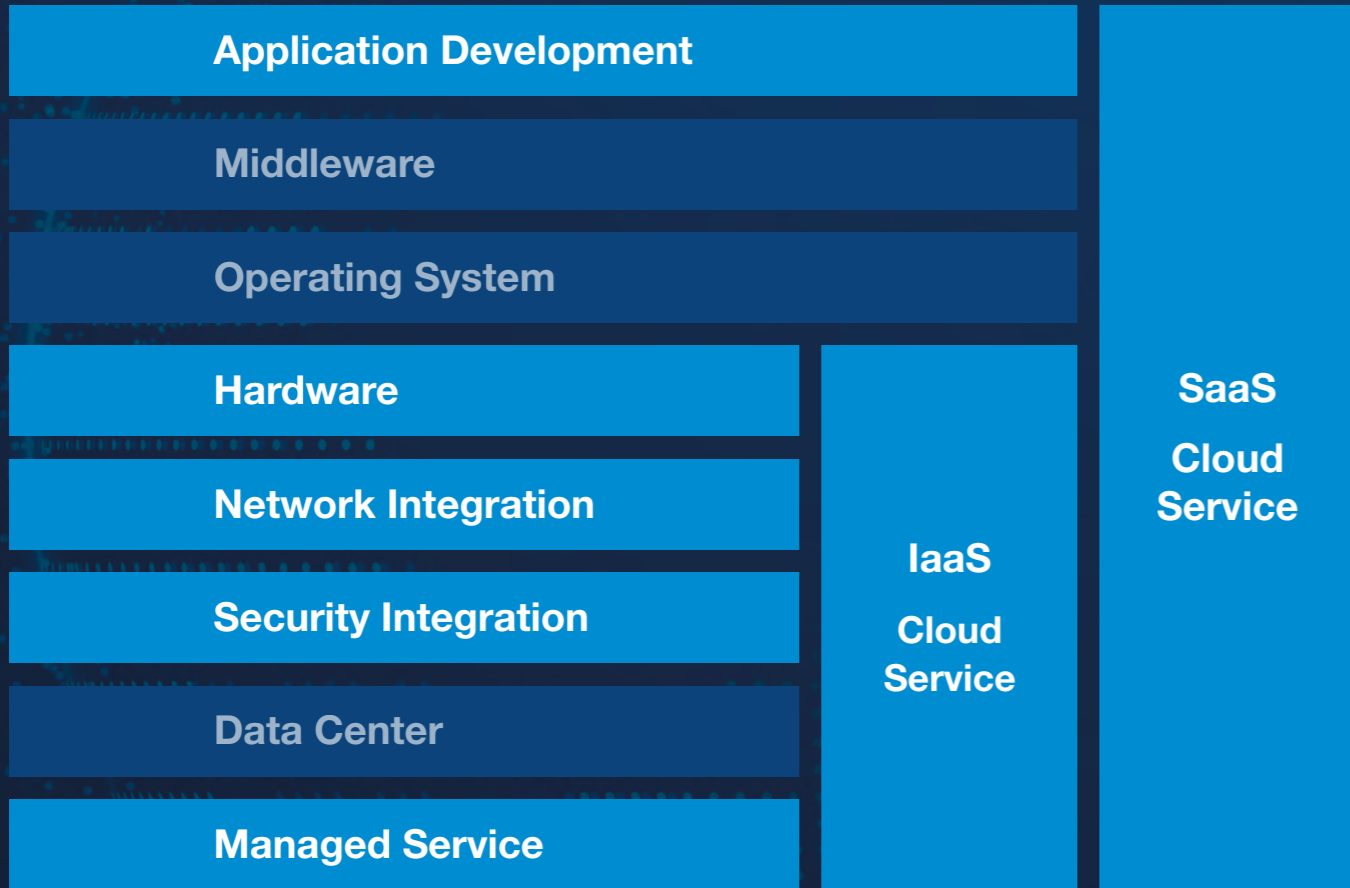 Application Development
Middleware
Operating System
Hardware
Network Integration
Security Integration
Data Center
Managed Service
IaaS
Cloud
Service
SaaS
Cloud
Service